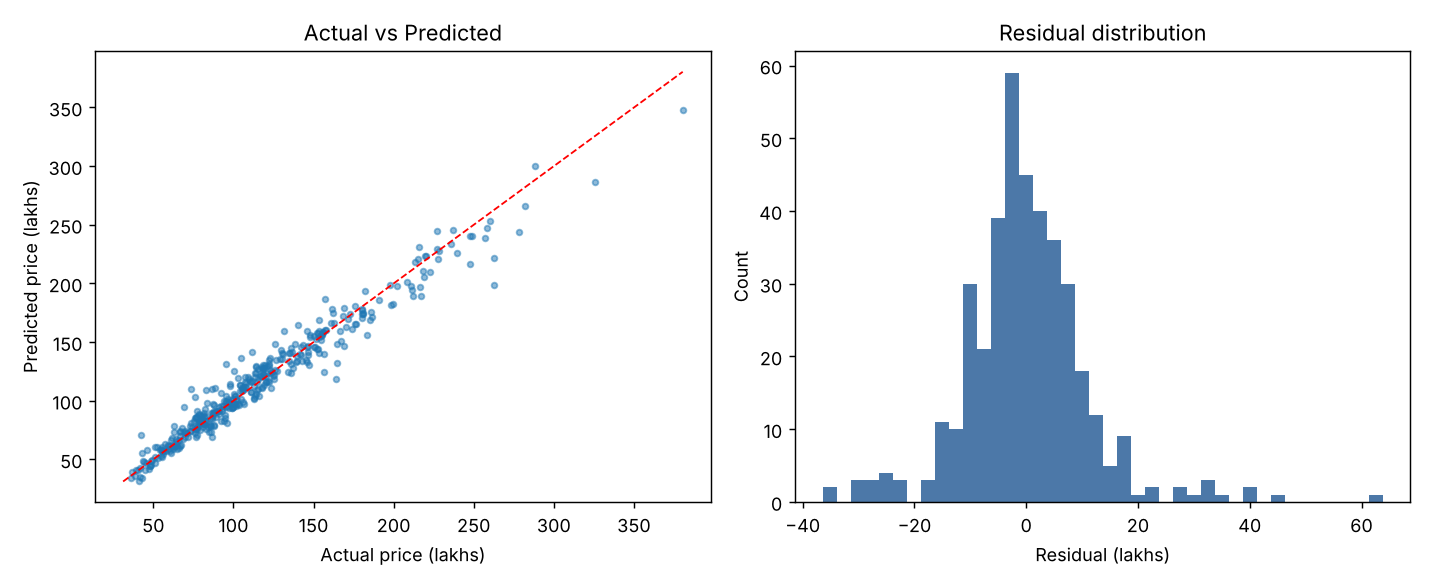 Actual vs Predicted
350
300
250
200
150
100
50
Predicted price (lakhs)
50 100 150 200 250 300 350
Actual price (lakhs)
Residual distribution
60
50
40
30
20
10
0
Count
−40 −20 0 20 40 60
Residual (lakhs)